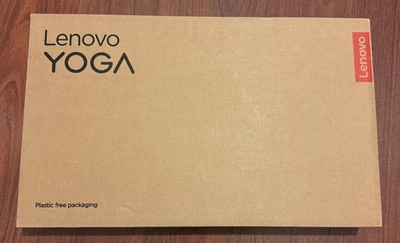 Lenovo
YOGA
Lenovo
Plastic free packaging